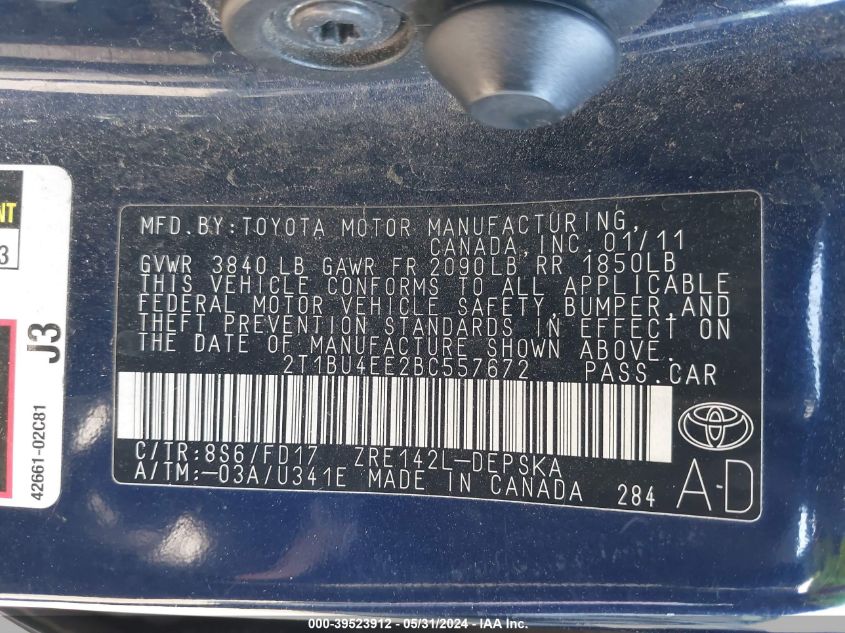 NT
3
J3
42661-02C81
MFD.BY:TOYOTA MOTOR MANUFACTURING,
CANADA, INC. 01/11
GVWR 3840 LB GAWR FR 2090LB RR 1850LB
THIS VEHICLE CONFORMS TO ALL APPLICABLE
FEDERAL MOTOR VEHICLE SAFETY,BUMPER,AND
THEFT PREVENTION STANDARDS IN EFFECT ON
THE DATE OF MANUFACTURE SHOWN ABOVE.
2T1BU4EE2BC557672 PASS.CAR
C/TR:8S6/FD17 ZRE142L-DEPSKA
A/TM:-03A/U341E MADE IN CANADA 284 A-D
000-39523912 - 05/31/2024 - IAA Inc.